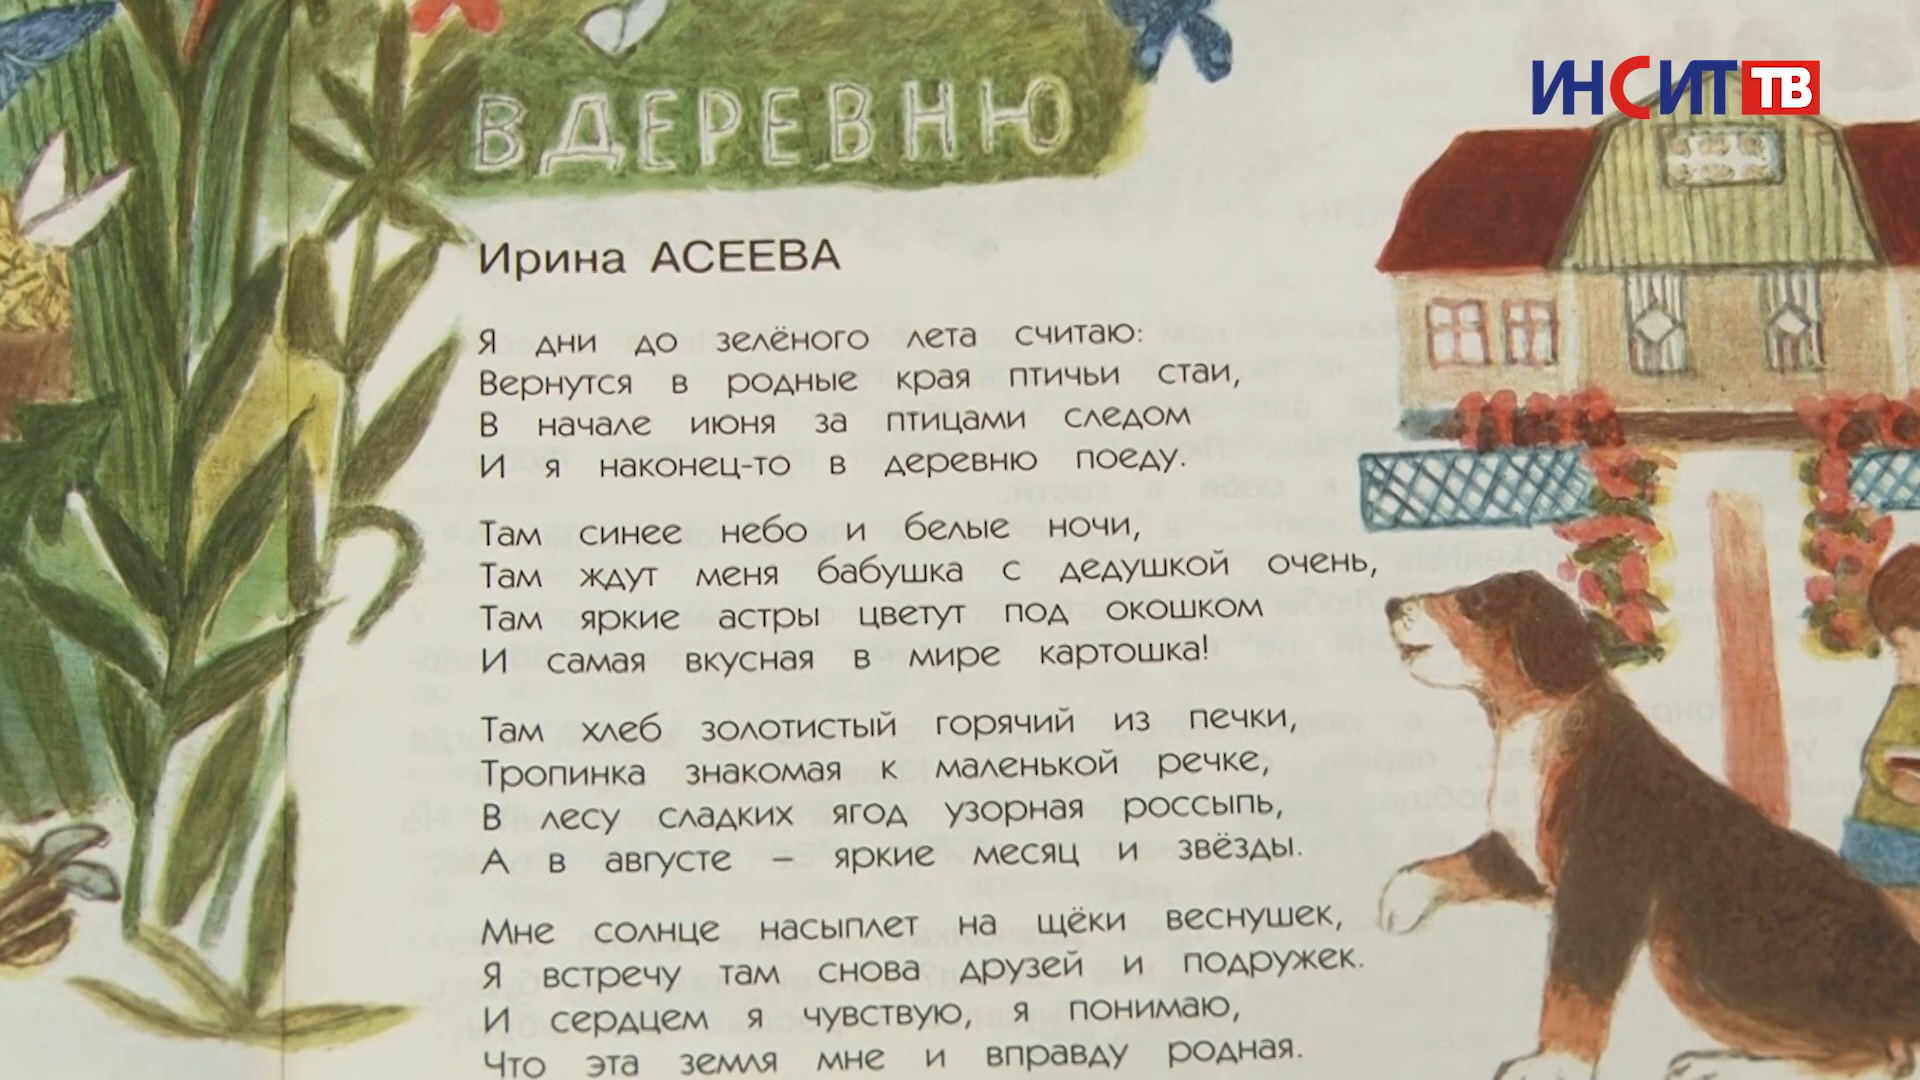 ИНСИТ ТВ
В ДЕРЕВНЮ
Ирина АСЕЕВА
Я дни до зелёного лета считаю:
Вернутся в родные края птичьи стаи,
В начале июня за птицами следом
И я наконец-то в деревню поеду.
Там синее небо и белые ночи,
Там ждут меня бабушка с дедушкой очень,
Там яркие астры цветут под окошком
И самая вкусная в мире картошка!
Там хлеб золотистый горячий из печки,
Тропинка знакомая к маленькой речке,
В лесу сладких ягод узорная россыпь,
А в августе – яркие месяц и звёзды.
Мне солнце насыплет на щёки веснушек,
Я встречу там снова друзей и подружек.
И сердцем я чувствую, я понимаю,
Что эта земля мне и вправду родная.